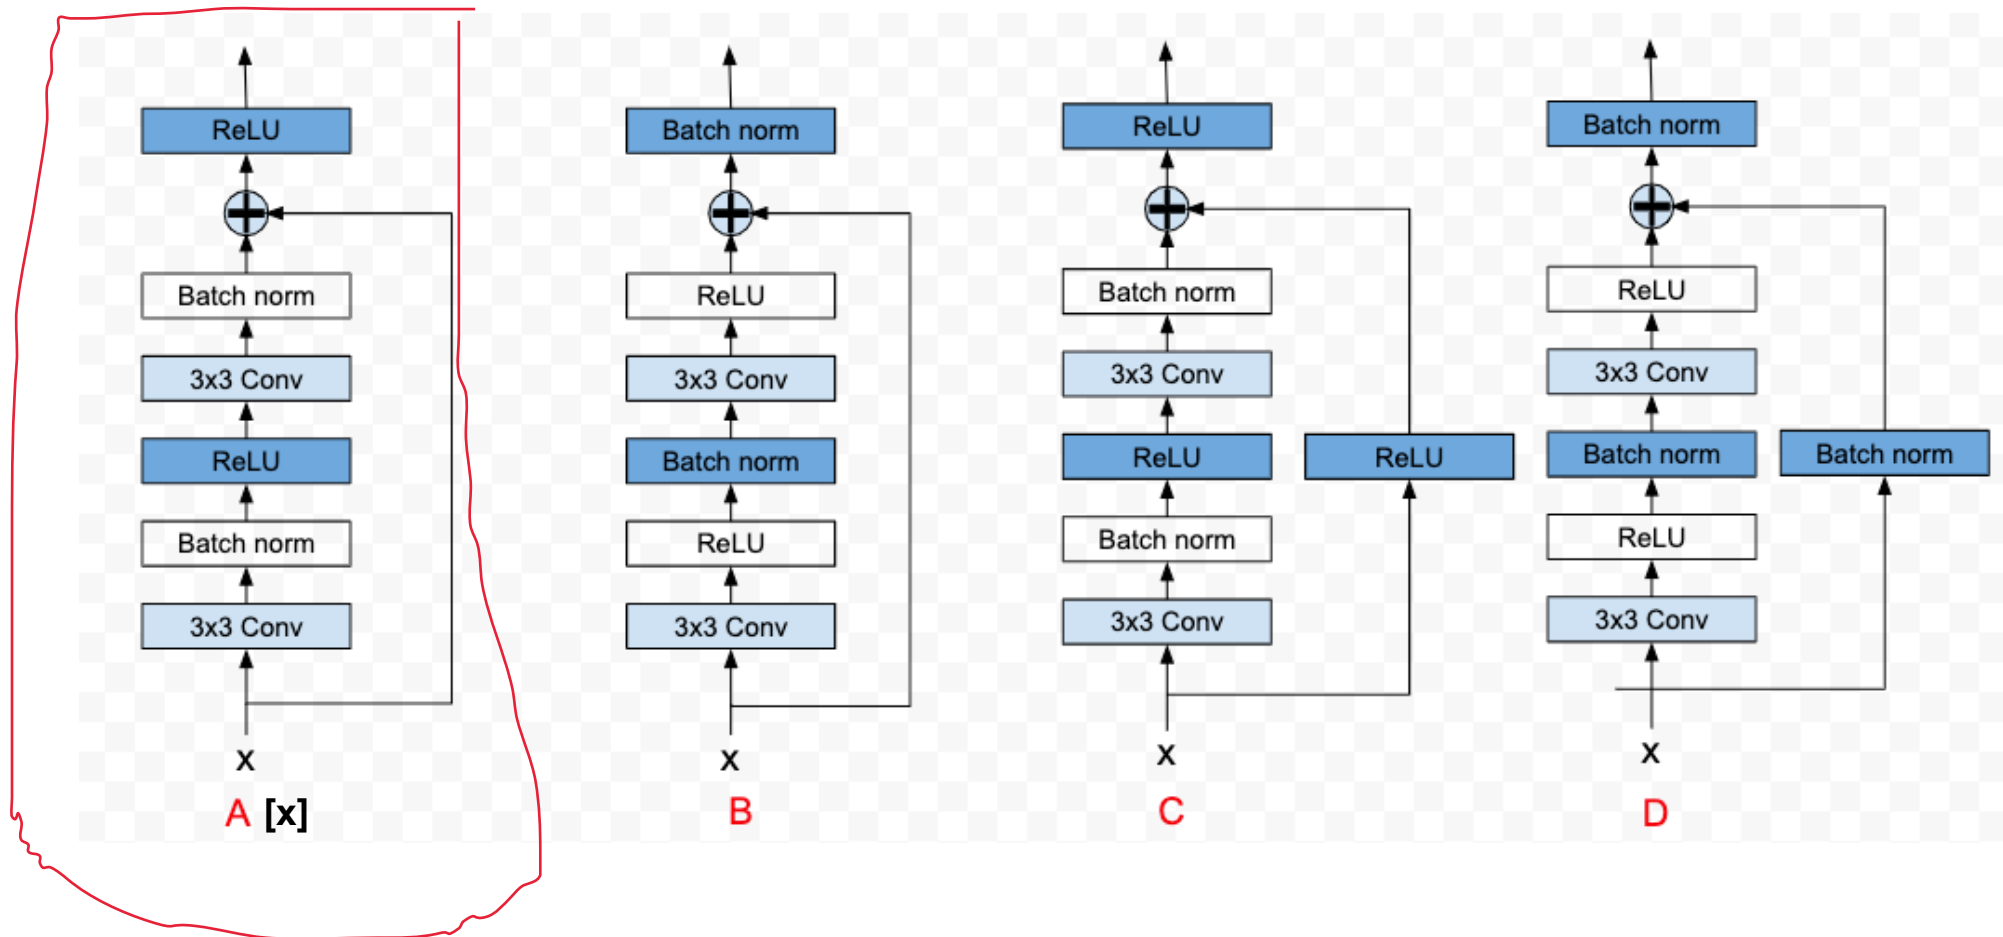 ReLU
Batch norm
3x3 Conv
ReLU
Batch norm
3x3 Conv
x
A [x]
Batch norm
ReLU
3x3 Conv
Batch norm
ReLU
3x3 Conv
x
B
ReLU
Batch norm
3x3 Conv
ReLU
ReLU
Batch norm
3x3 Conv
x
C
Batch norm
ReLU
3x3 Conv
Batch norm
Batch norm
ReLU
3x3 Conv
x
D